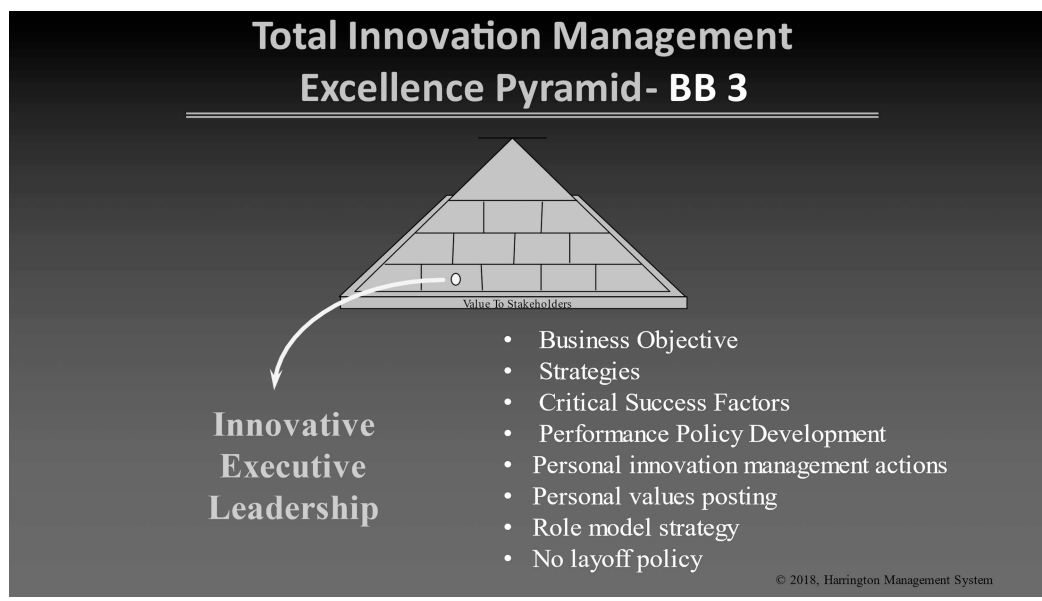 Total Innovation Management
Excellence Pyramid- BB 3
Value To Stakeholders
Innovative
Executive
Leadership
• Business Objective
• Strategies
• Critical Success Factors
• Performance Policy Development
• Personal innovation management actions
• Personal values posting
• Role model strategy
• No layoff policy
© 2018, Harrington Management System